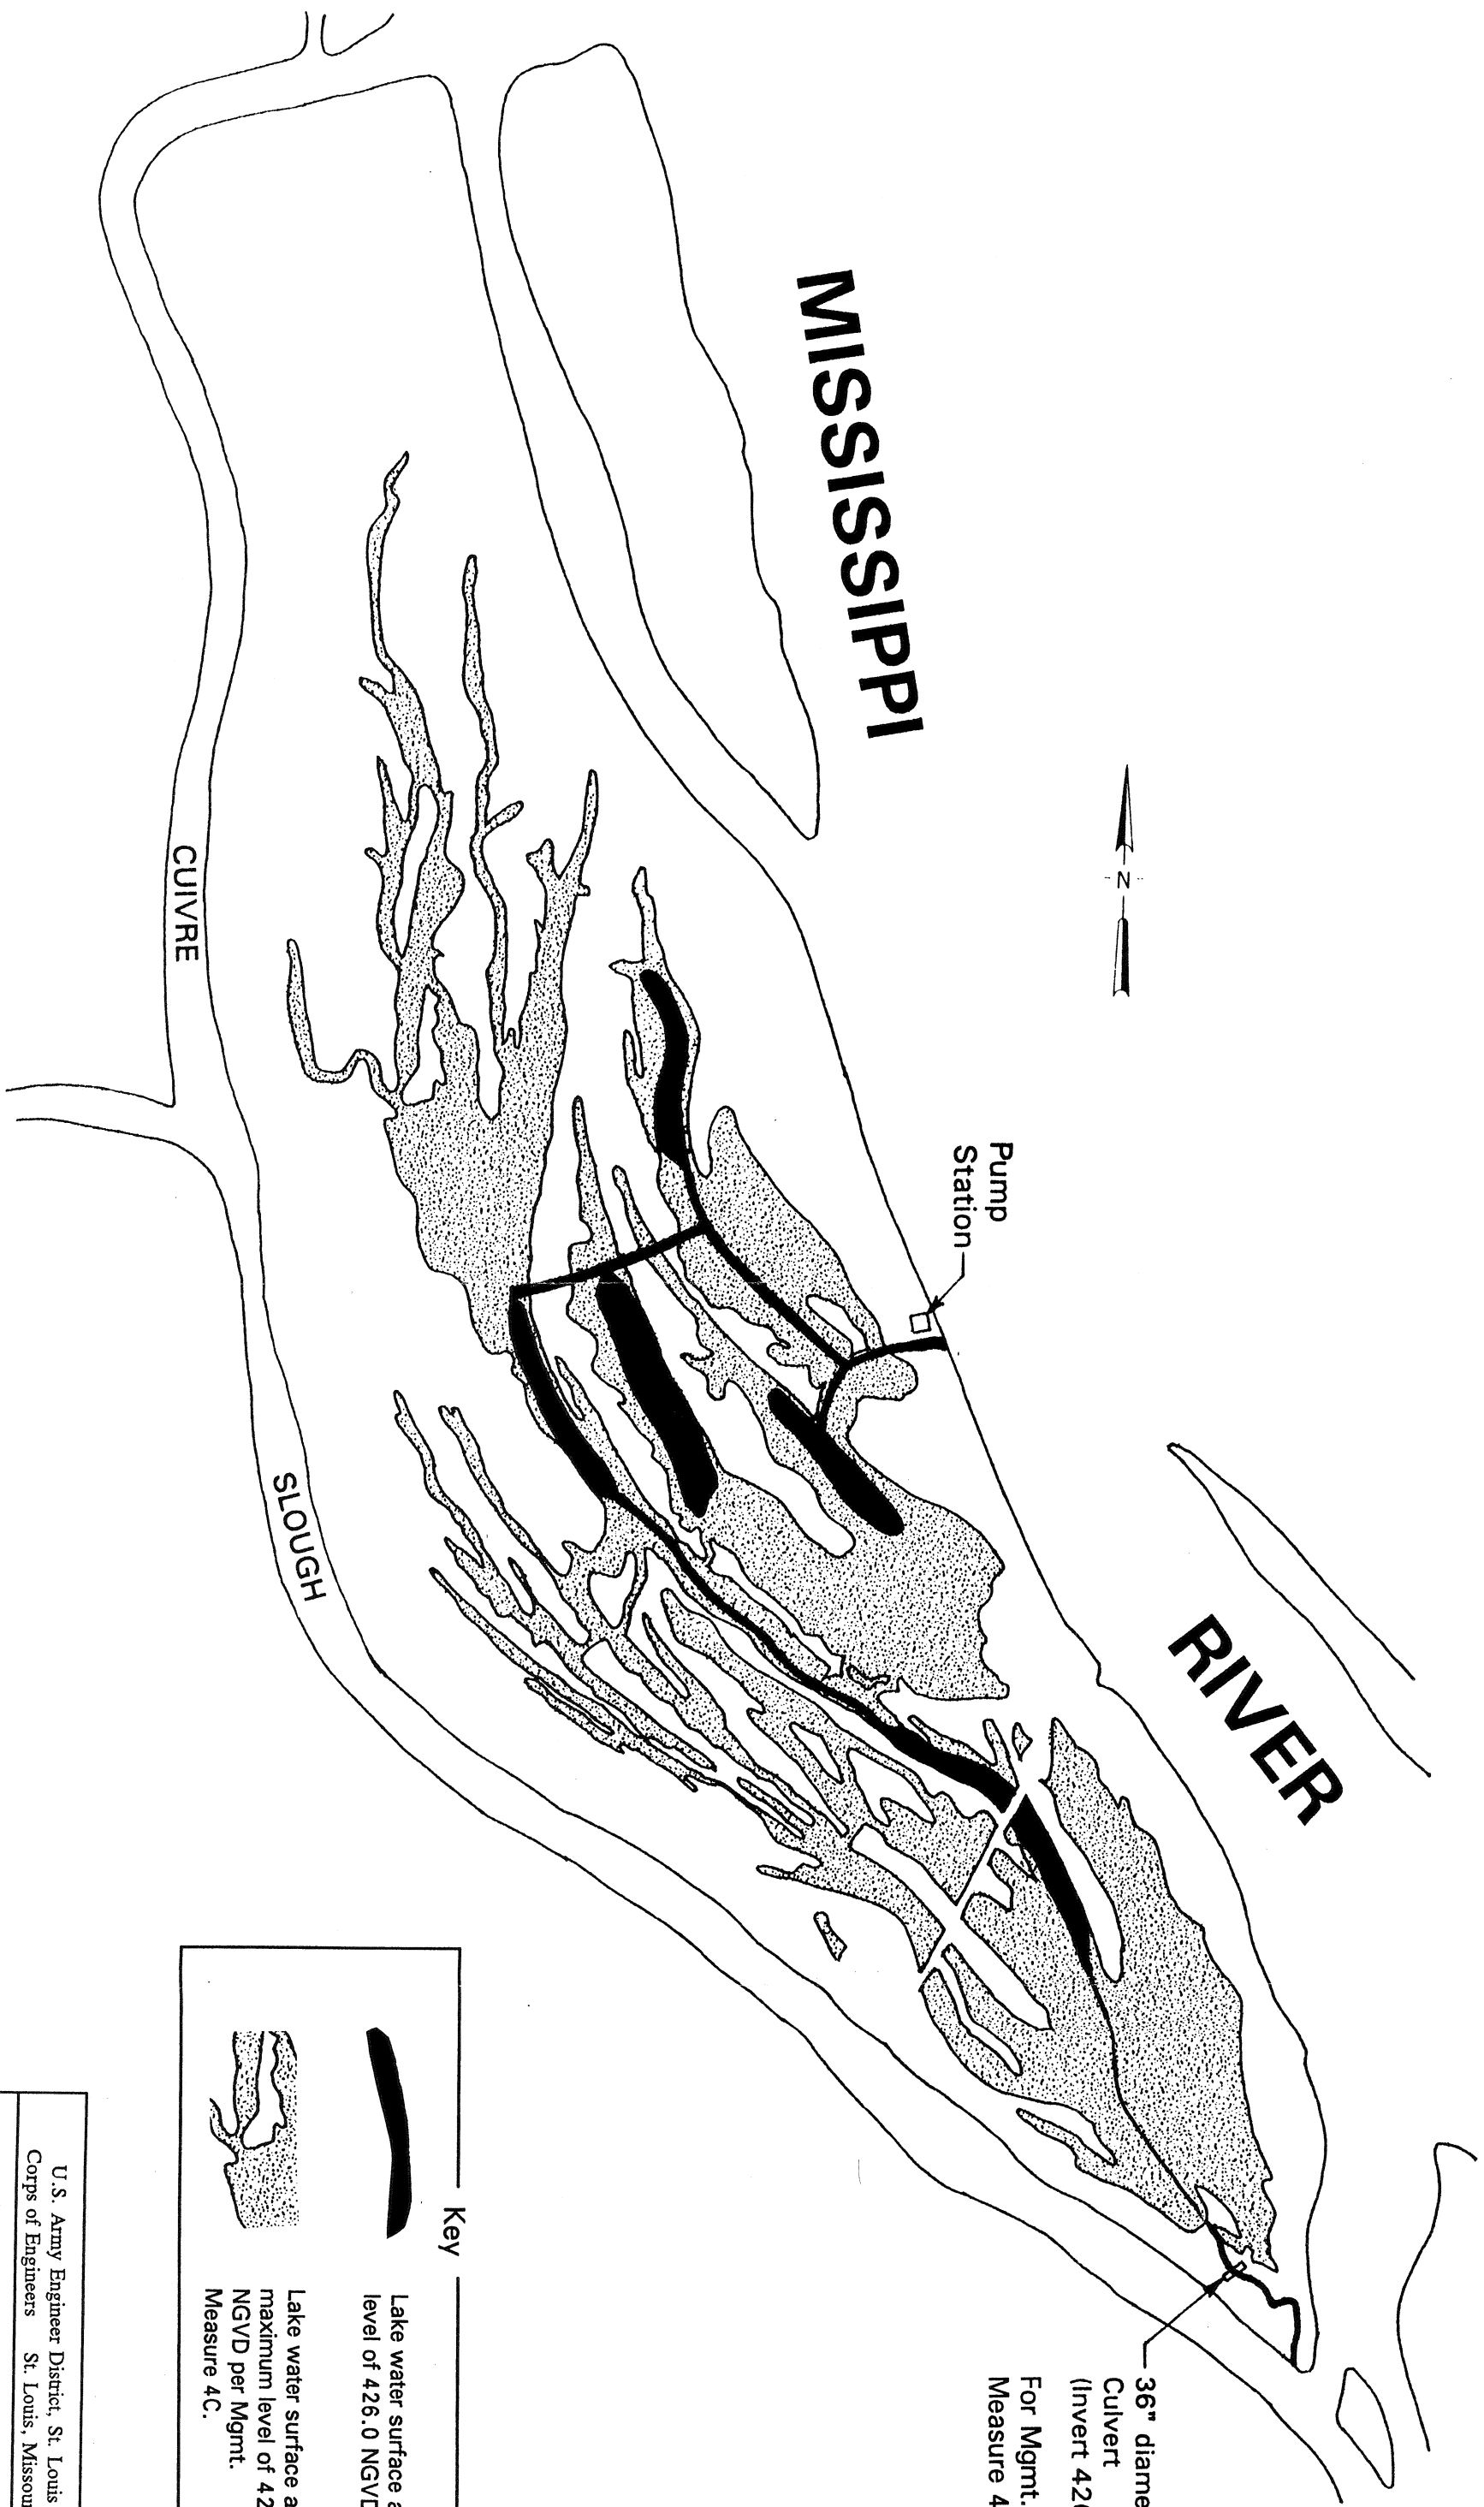 MISSISSIPPI
RIVER
N
Pump
Station
CUIVRE
SLOUGH
36" diame
Culvert
(Invert 42
For Mgmt.
Measure 4
Key
Lake water surface a
level of 426.0 NGVD
Lake water surface a
maximum level of 42
NGVD per Mgmt.
Measure 4C.
U.S. Army Engineer District, St. Louis
Corps of Engineers St. Louis, Missour